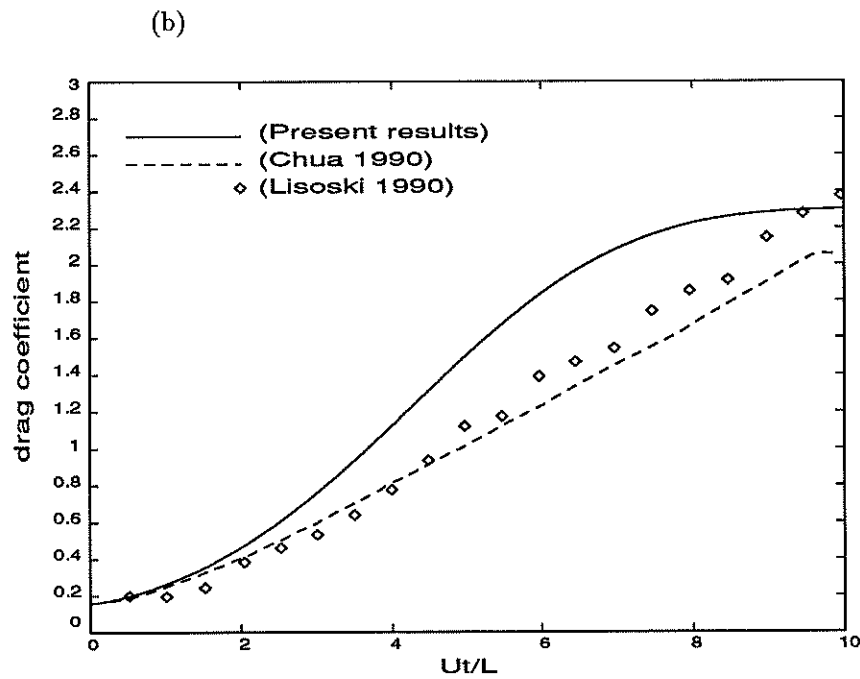 (b)
3
2.8
2.6
2.4
2.2
2
1.8
1.6
1.4
1.2
1
0.8
0.6
0.4
0.2
0
drag coefficient
(Present results)
(Chua 1990)
(Lisoski 1990)
0 2 4 6 8 10
Ut/L